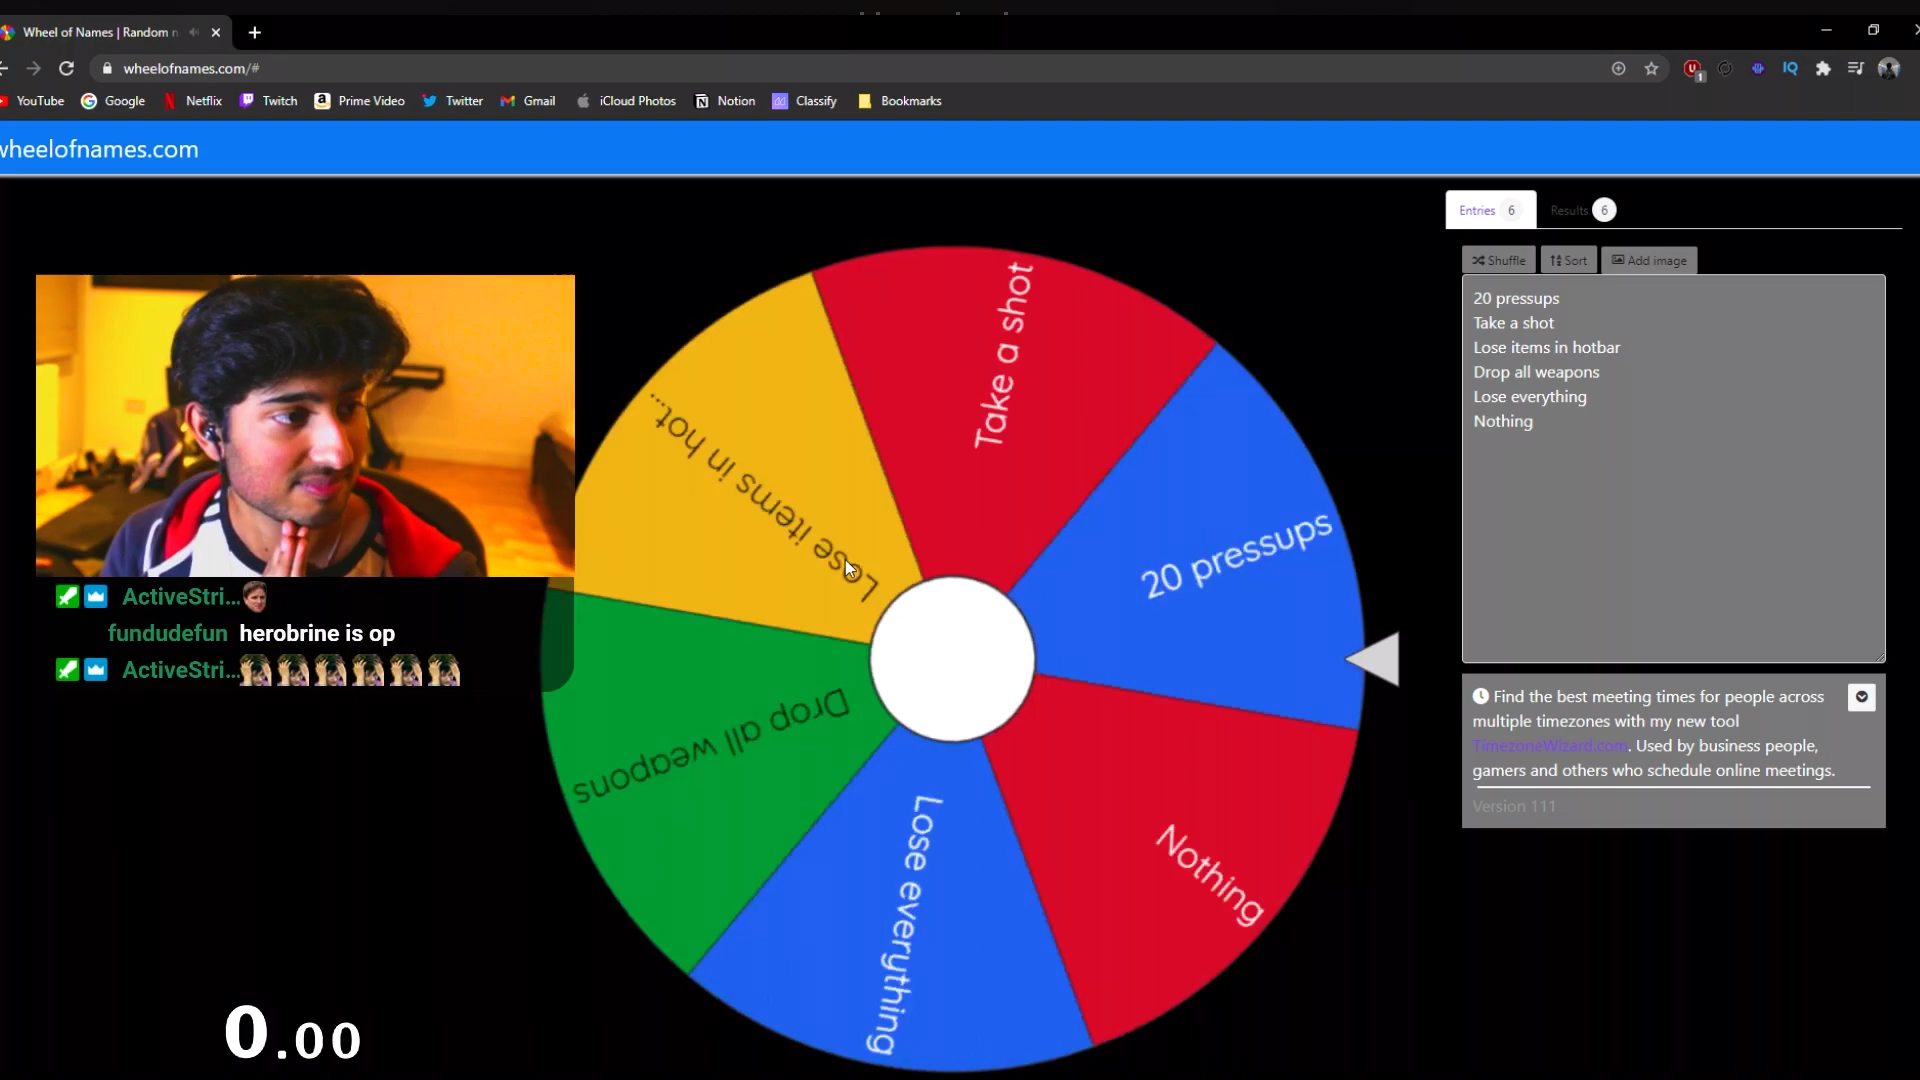 Wheel of Names | Random n
wheelofnames.com/#
1
IQ
YouTube
Google
Netflix
Twitch
Prime Video
Twitter
Gmail
iCloud Photos
Notion
Classify
Bookmarks
wheelofnames.com
Entries 6
Results 6
Shuffle
Sort
Add image
20 pressups
Take a shot
Lose items in hotbar
Drop all weapons
Lose everything
Nothing
Take a shot
20 pressups
Nothing
Lose everything
Drop all weapons
Lose items in hot...
ActiveStri...
fundudefun herobrine is op
ActiveStri...
Find the best meeting times for people across
multiple timezones with my new tool
TimezoneWizard.com. Used by business people,
gamers and others who schedule online meetings.
Version 111
0.00